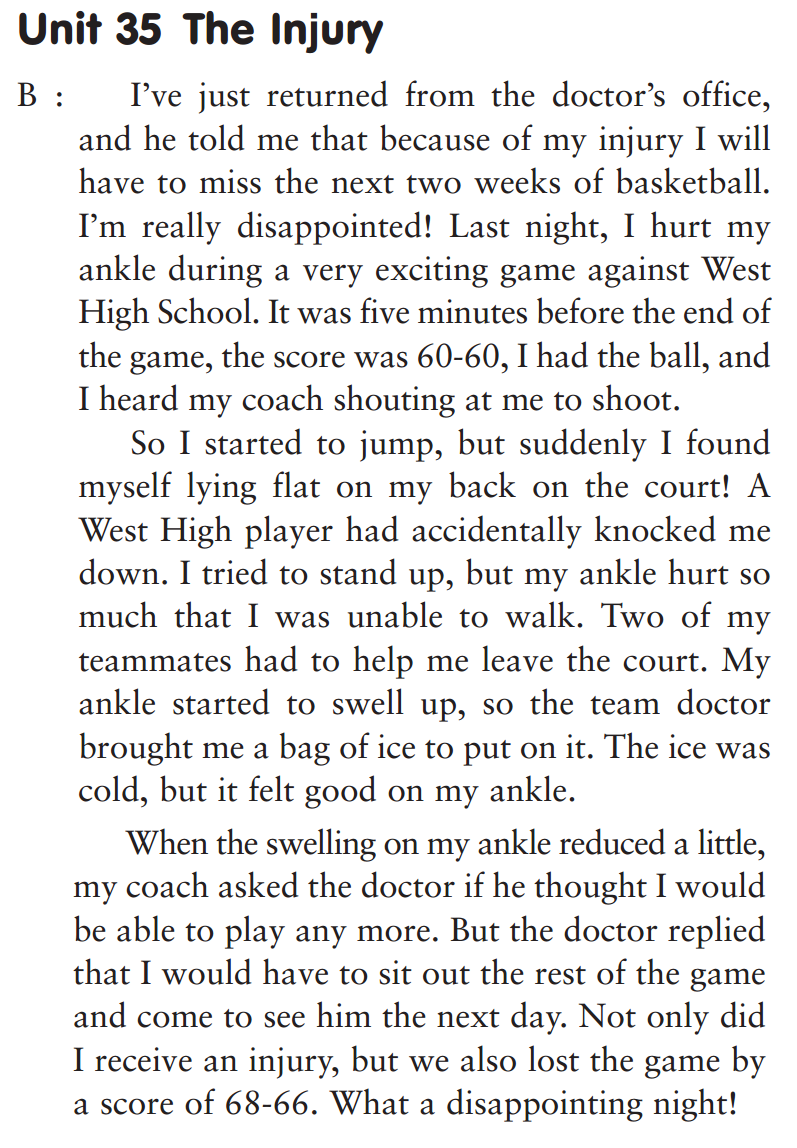 Unit 35 The Injury
B : I’ve just returned from the doctor’s office,
and he told me that because of my injury I will
have to miss the next two weeks of basketball.
I’m really disappointed! Last night, I hurt my
ankle during a very exciting game against West
High School. It was five minutes before the end of
the game, the score was 60-60, I had the ball, and
I heard my coach shouting at me to shoot.
So I started to jump, but suddenly I found
myself lying flat on my back on the court! A
West High player had accidentally knocked me
down. I tried to stand up, but my ankle hurt so
much that I was unable to walk. Two of my
teammates had to help me leave the court. My
ankle started to swell up, so the team doctor
brought me a bag of ice to put on it. The ice was
cold, but it felt good on my ankle.
When the swelling on my ankle reduced a little,
my coach asked the doctor if he thought I would
be able to play any more. But the doctor replied
that I would have to sit out the rest of the game
and come to see him the next day. Not only did
I receive an injury, but we also lost the game by
a score of 68-66. What a disappointing night!